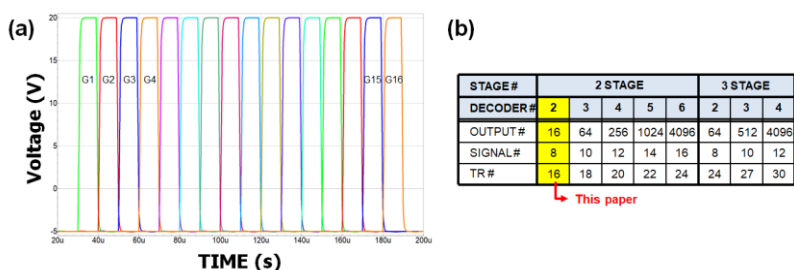 (a)
Voltage (V)
20
15
10
5
0
-5
G1 G2 G3 G4 G15 G16
20u 40u 60u 80u 100u 120u 140u 160u 180u 200u
TIME (s)
(b)
STAGE# 2 STAGE 3 STAGE
DECODER# 2 3 4 5 6 2 3 4
OUTPUT# 16 64 256 1024 4096 64 512 4096
SIGNAL# 8 10 12 14 16 8 10 12
TR# 16 18 20 22 24 24 27 30
This paper